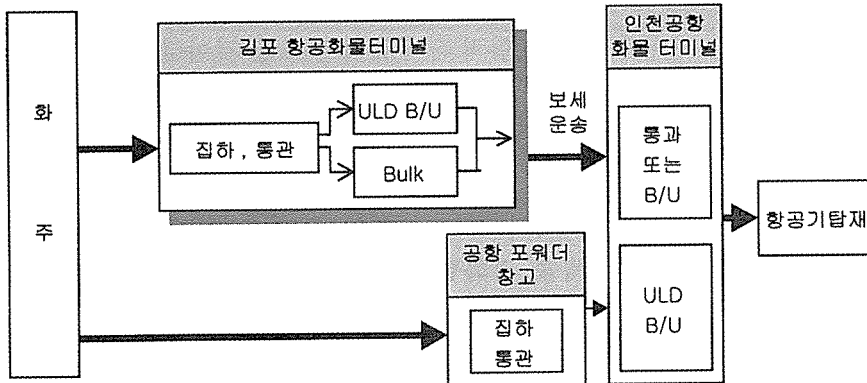 화
주
김포 항공화물터미널
집하 , 통관
ULD B/U
Bulk
보세
운송
인천공항
화물 터미널
통과
또는
B/U
항공기탑재
공항 포워더
창고
집하
통관
ULD
B/U